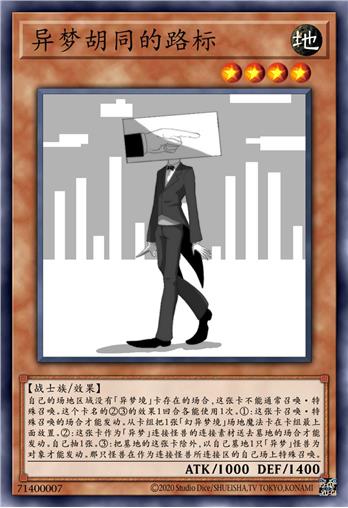 异梦胡同的路标
地
【战士族/效果】
自己的场地区域没有「异梦境」卡存在的场合，这张卡不能通常召唤·特
殊召唤。这个卡名的②③的效果1回合各能使用1次。①：这张卡召唤·特
殊召唤的场合才能发动。从卡组把1张「幻异梦境」场地魔法卡在卡组最上
面放置。②：这张卡作为「异梦」连接怪兽的连接素材送去墓地的场合才能
发动。自己抽1张。③：把墓地的这张卡除外，以自己墓地1只「异梦」怪兽为
对象才能发动。那只怪兽在作为连接怪兽所连接区的自己场上特殊召唤。
ATK/1000 DEF/1400
71400007
©2020 Studio Dice/SHUEISHA,TV TOKYO,KONAMI